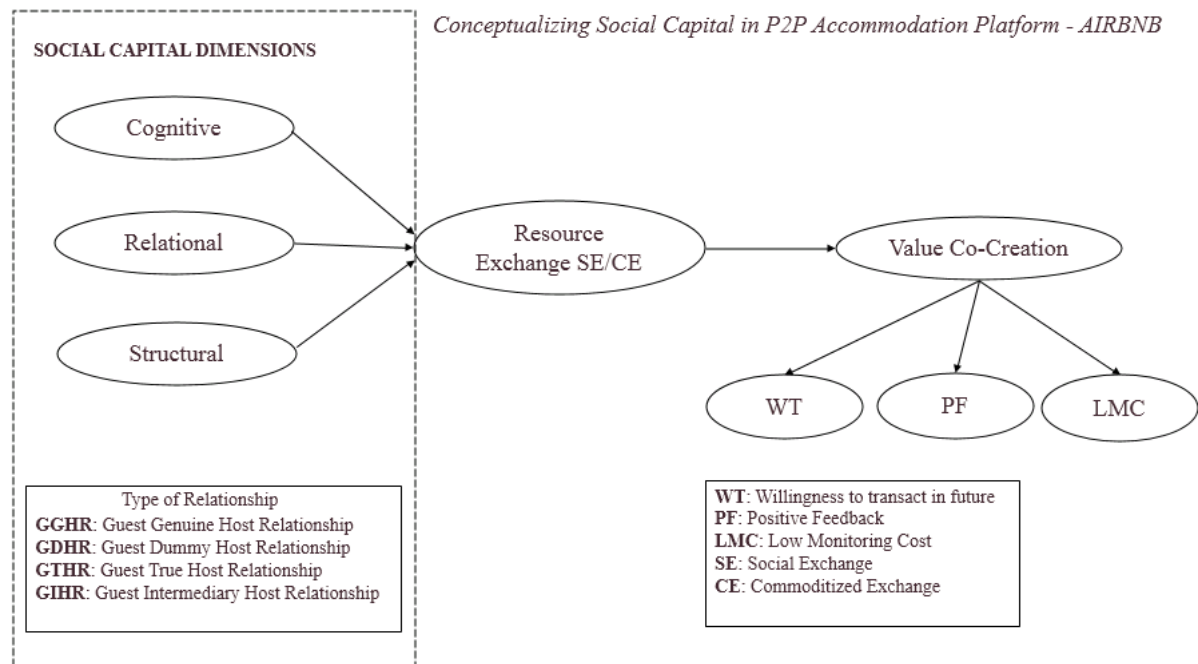 Conceptualizing Social Capital in P2P Accommodation Platform - AIRBNB
SOCIAL CAPITAL DIMENSIONS
Cognitive
Relational
Structural
Resource
Exchange SE/CE
Value Co-Creation
WT
PF
LMC
Type of Relationship
GGHR: Guest Genuine Host Relationship
GDHR: Guest Dummy Host Relationship
GTHR: Guest True Host Relationship
GIHR: Guest Intermediary Host Relationship
WT: Willingness to transact in future
PF: Positive Feedback
LMC: Low Monitoring Cost
SE: Social Exchange
CE: Commoditized Exchange